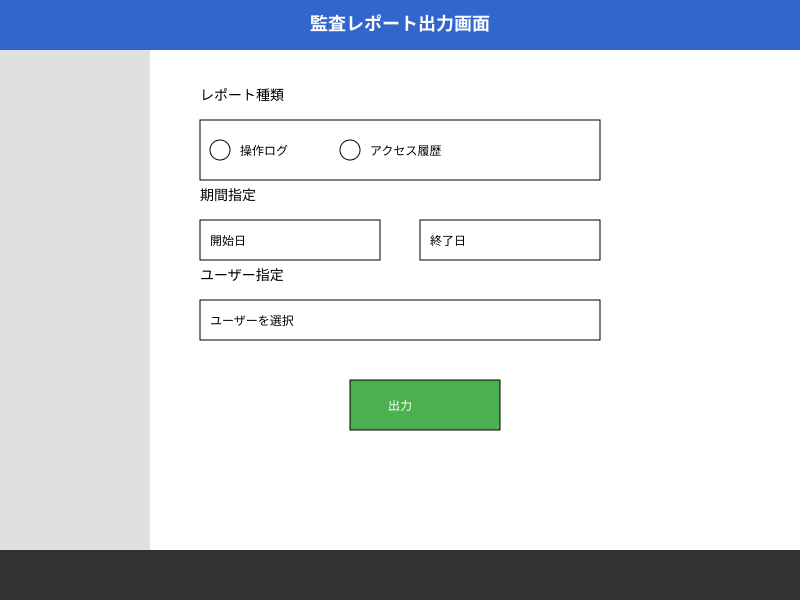 監査レポート出力画面
レポート種類
操作ログ
アクセス履歴
期間指定
開始日
終了日
ユーザー指定
ユーザーを選択
出力